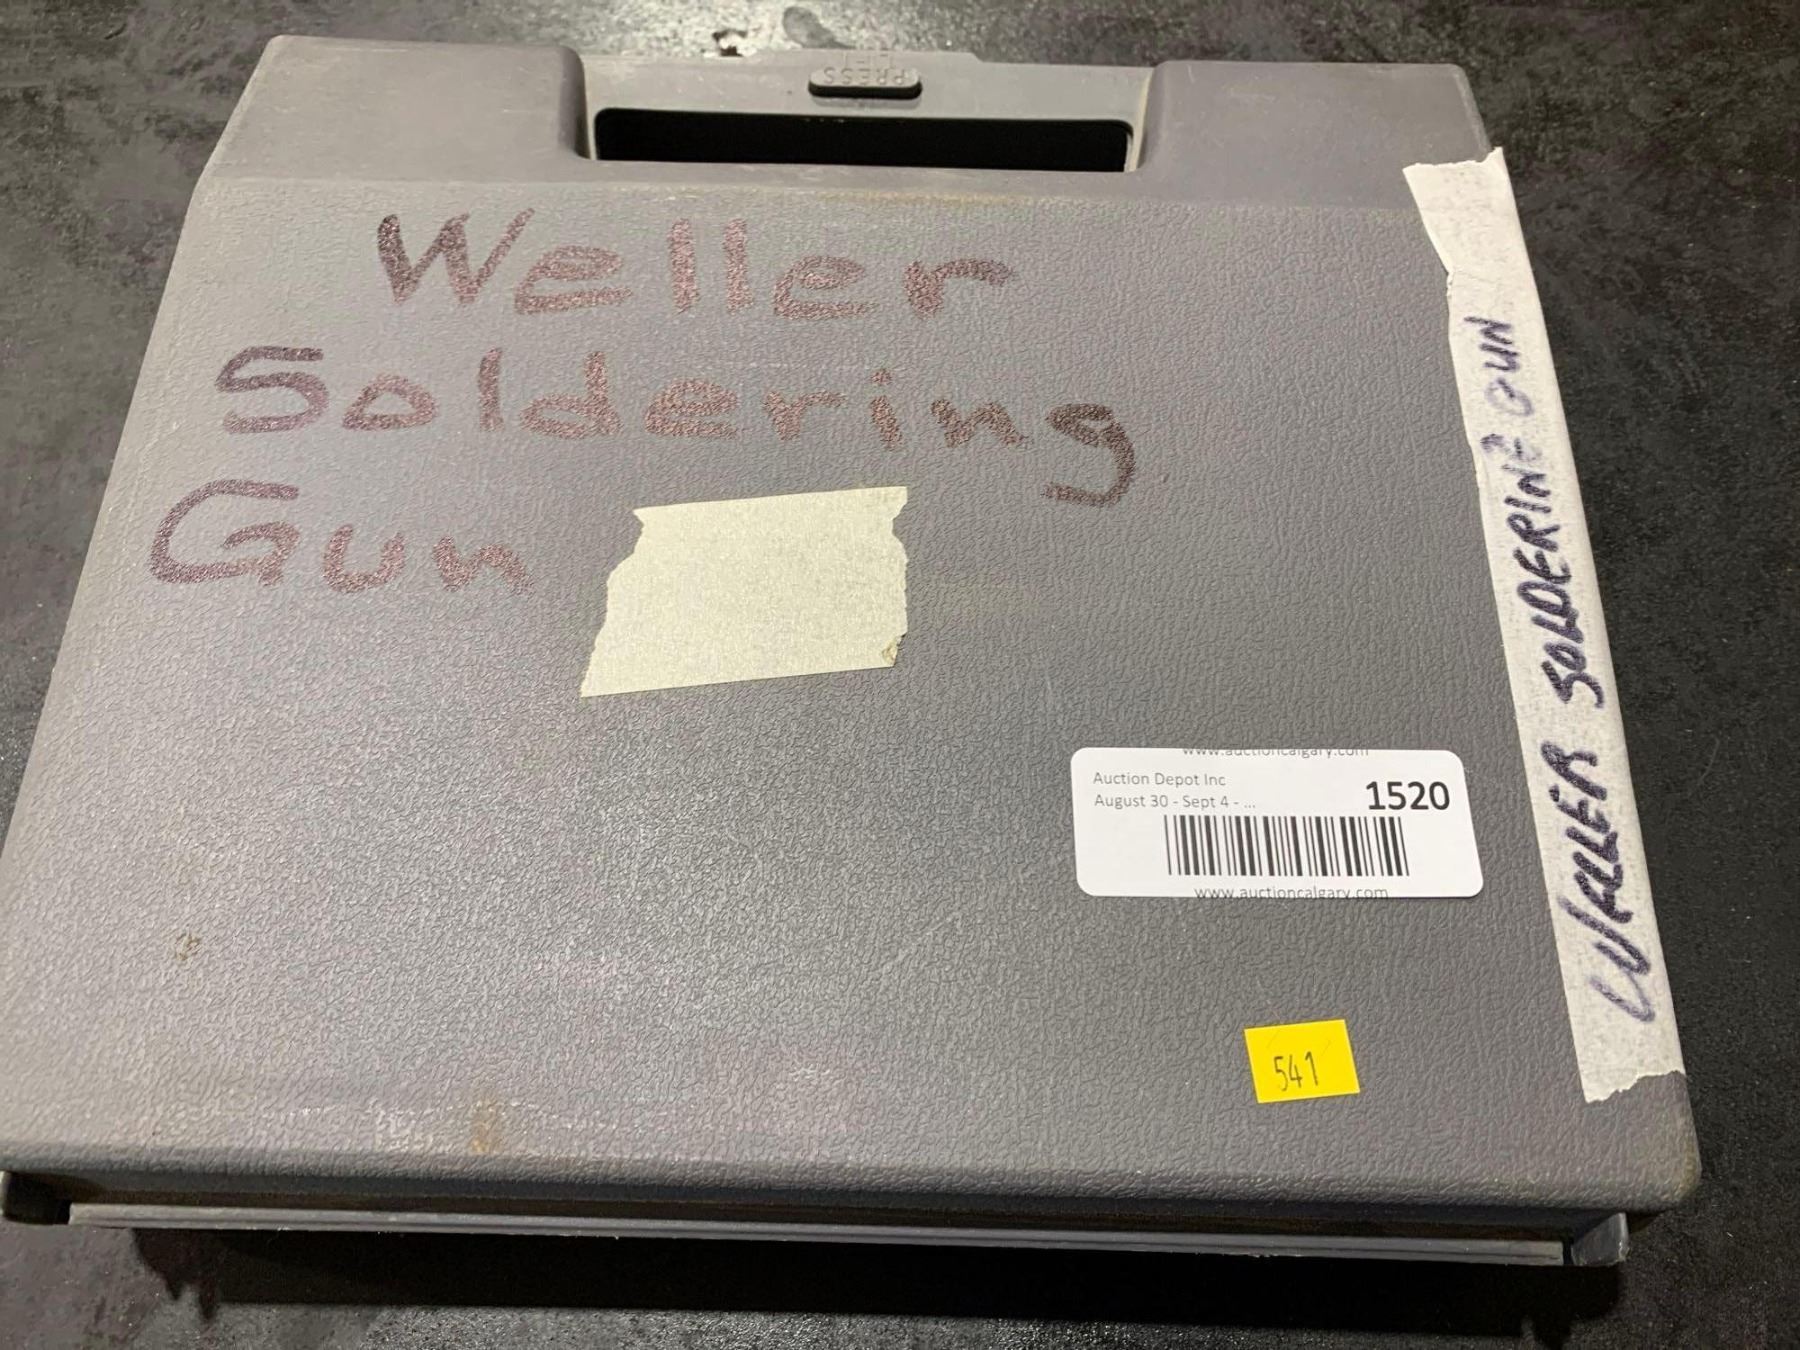 PRESS
LIFT
Weller
Soldering
Gun
WELLER SOLDERING GUN
www.auctioncalgary.com
Auction Depot Inc
August 30 - Sept 4 - ...
1520
www.auctioncalgary.com
541